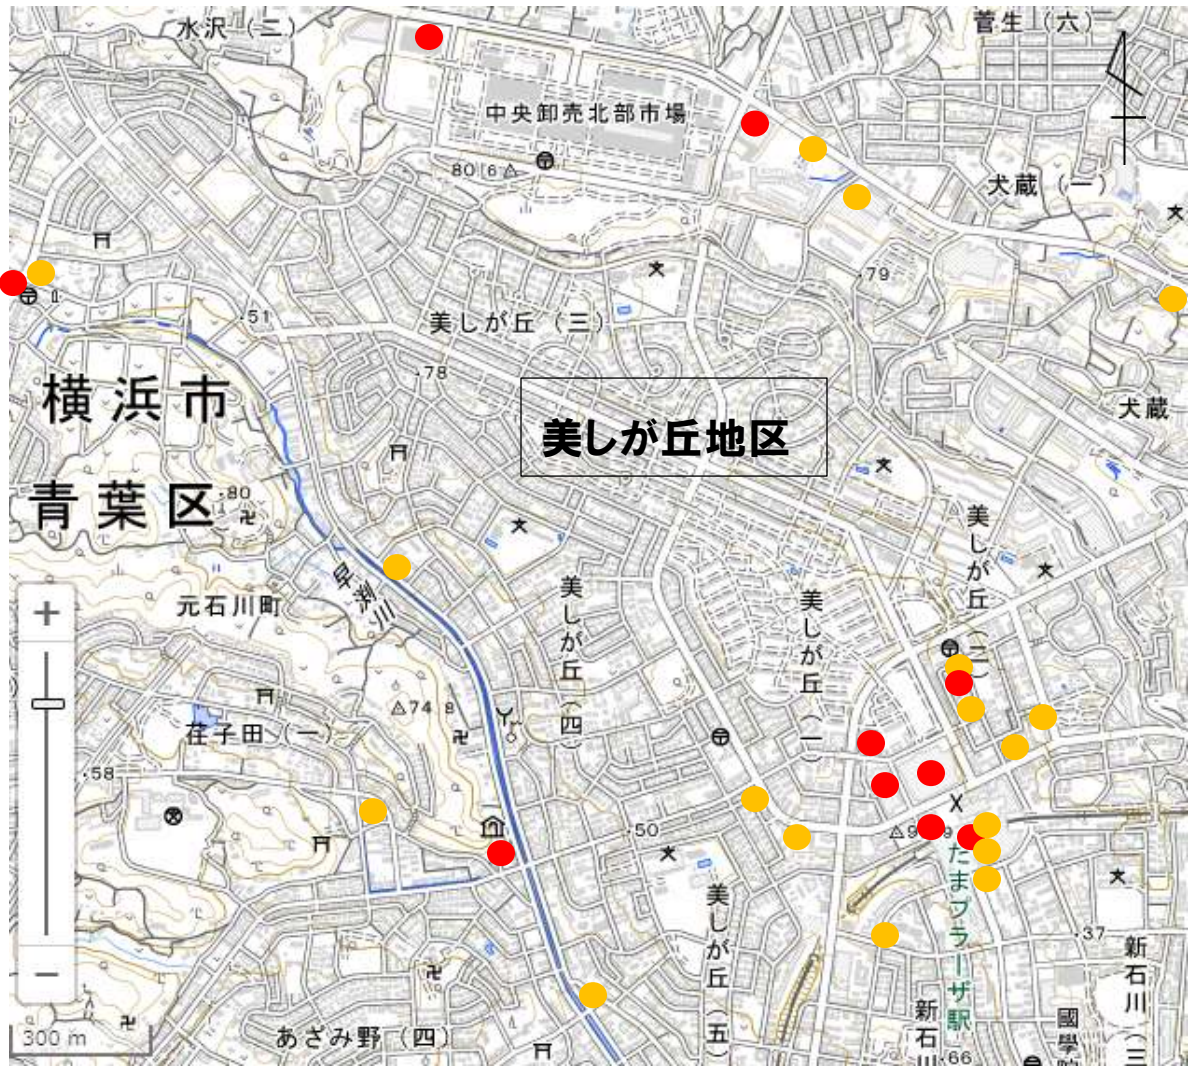 水沢（二）
菅生（六）
中央卸売北部市場
80.6
犬蔵（一）
79
51
美しが丘（三）
78
横浜市
犬蔵
美しが丘地区
80
青葉区
美しが丘（二）
早渕川
元石川町
美しが丘（四）
美しが丘（一）
74.8
荏子田（一）
58
50
たまプラーザ駅
美しが丘（五）
37
新石川（三
新石川
國學院
あざみ野（四）
66
+
−
300 m